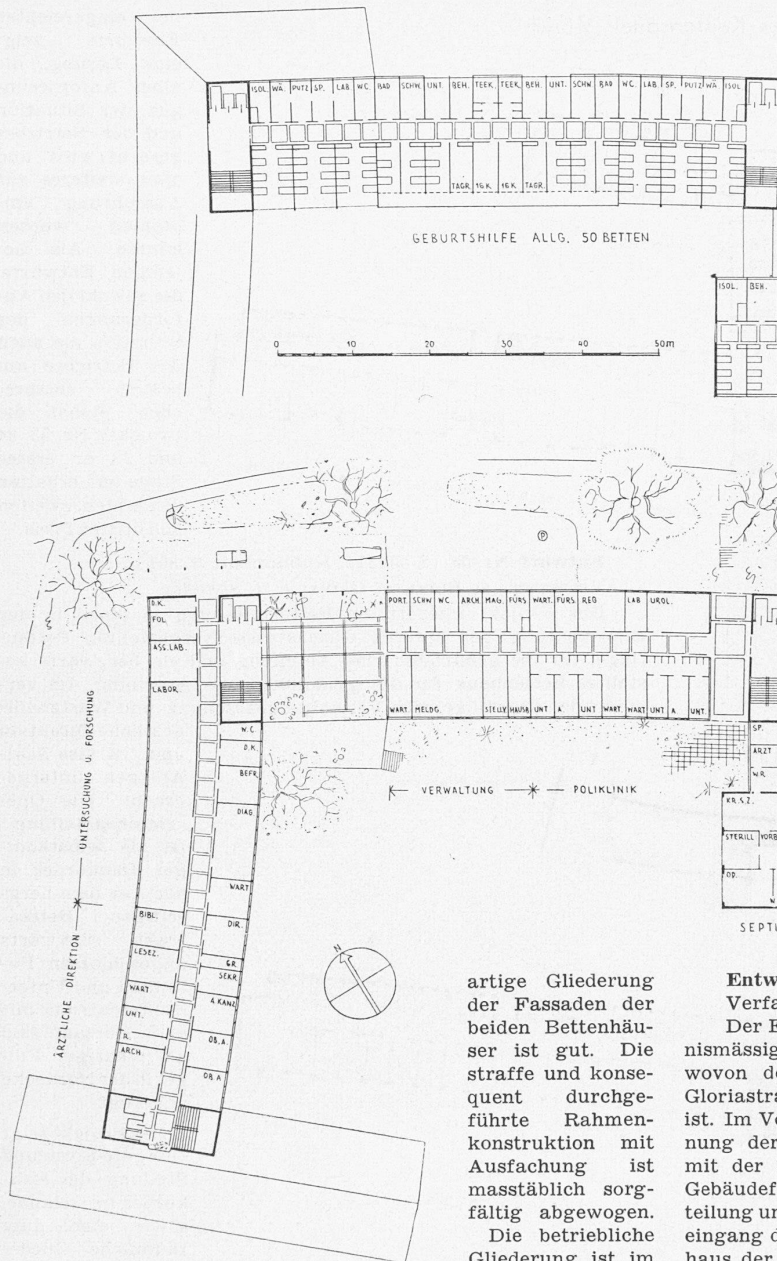 ISOL. WÄ. PUTZ SP. LAB. WC. BAD SCHW. UNT. BEH. TEEK. TEEK. BEH. UNT. SCHW. BAD WC. LAB. SP. PUTZ WÄ. ISOL
TAGR. 16.K. 16.K. TAGR.
GEBURTSHILFE ALLG. 50 BETTEN
ISOL. BEH.
0 10 20 30 40 50m
P
D.K.
FOL.
ASS.LAB.
LABOR.
PORT. SCHW WC. ARCH. MAG. FÜRS. WART. FÜRS. REG LAB UROL.
WART. MELDG. STELLV HAUSB. UNT A. UNT WART. WART UNT A. UNT
VERWALTUNG POLIKLINIK
W.C.
D.K.
BEFR.
DIAG.
WART
DIR.
GR.
SEKR.
A.KANZ.
OB.A.
OB.A
BIBL.
LESEZ.
WART
UNT.
R.
ARCH.
UNTERSUCHUNG U. FORSCHUNG
ÄRZTLICHE DIREKTION
N
SP.
ARZT
W.R.
KR.S.Z.
STERILL VORB
OP.
SEPTI
artige Gliederung
der Fassaden der
beiden Bettenhäu-
ser ist gut. Die
straffe und konse-
quent durchge-
führte Rahmen-
konstruktion mit
Ausfachung ist
masstäblich sorg-
fältig abgewogen.
Die betriebliche
Gliederung ist im
Entw
Verfa
Der E
nismässig
wovon de
Gloriastra
ist. Im Ve
nung der
mit der
Gebäudef
teilung un
eingang d
haus der